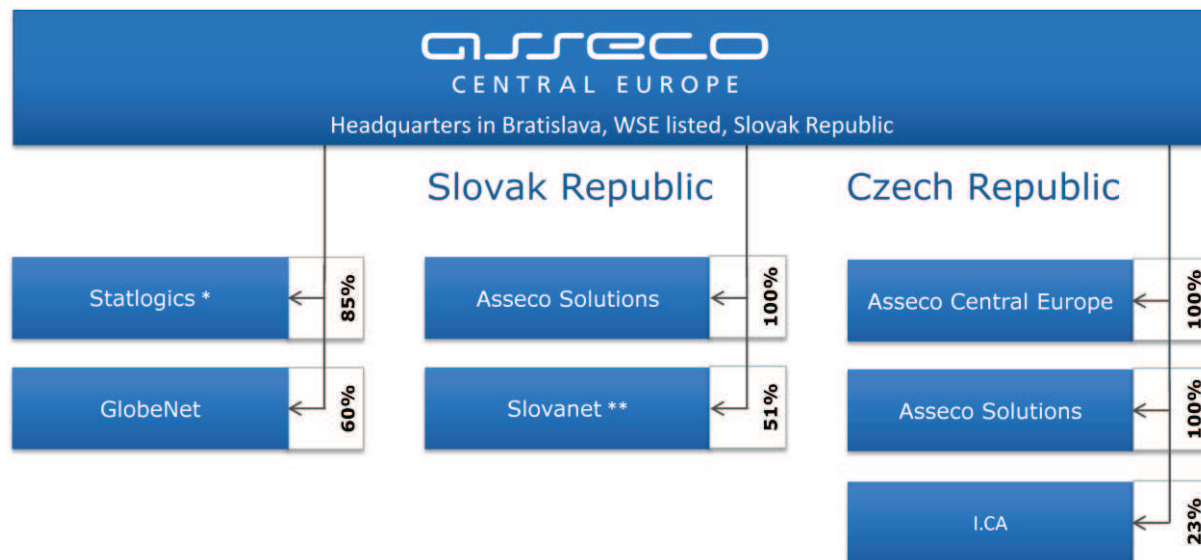 asseco
CENTRAL EUROPE
Headquarters in Bratislava, WSE listed, Slovak Republic
Slovak Republic
Czech Republic
Statlogics *
85%
Asseco Solutions
100%
Asseco Central Europe
100%
GlobeNet
60%
Slovanet **
51%
Asseco Solutions
100%
I.CA
23%